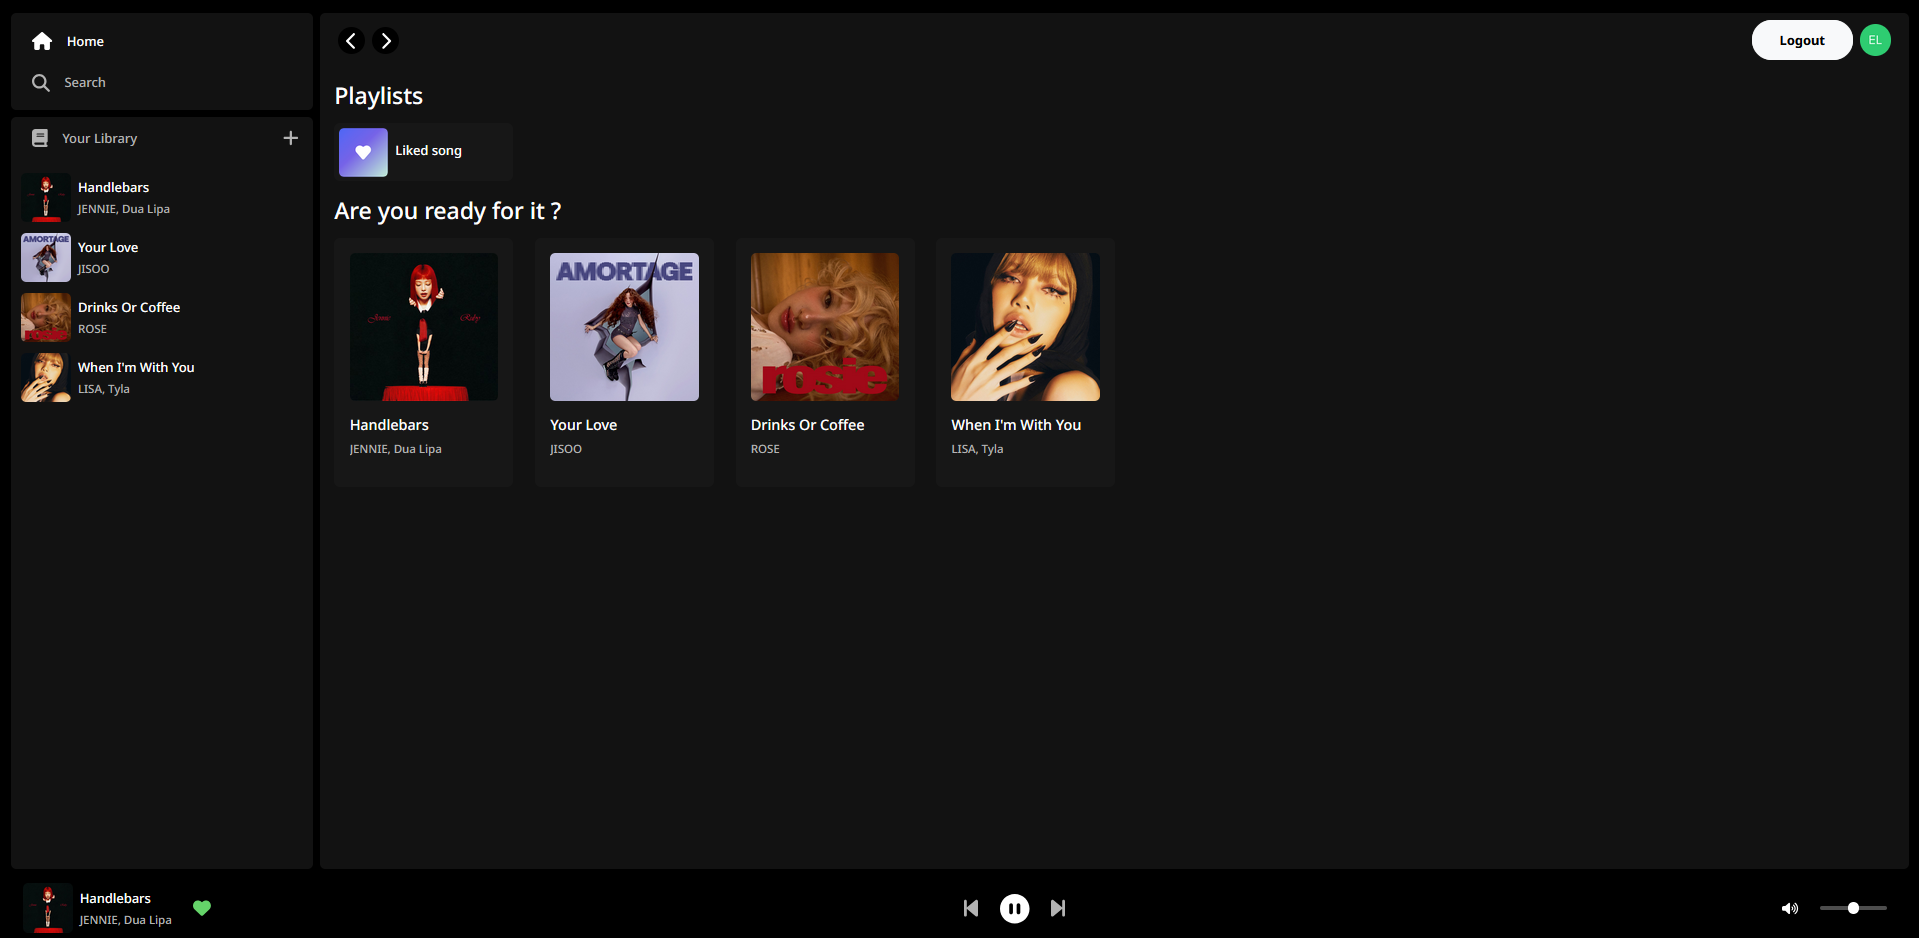 Home
Search
Your Library
Handlebars
JENNIE, Dua Lipa
AMORTAGE
Your Love
JISOO
Drinks Or Coffee
rosie
ROSE
When I'm With You
LISA, Tyla
Logout
EL
Playlists
Liked song
Are you ready for it ?
Jennie
Ruby
Handlebars
JENNIE, Dua Lipa
AMORTAGE
Your Love
JISOO
rosie
Drinks Or Coffee
ROSE
When I'm With You
LISA, Tyla
Handlebars
JENNIE, Dua Lipa